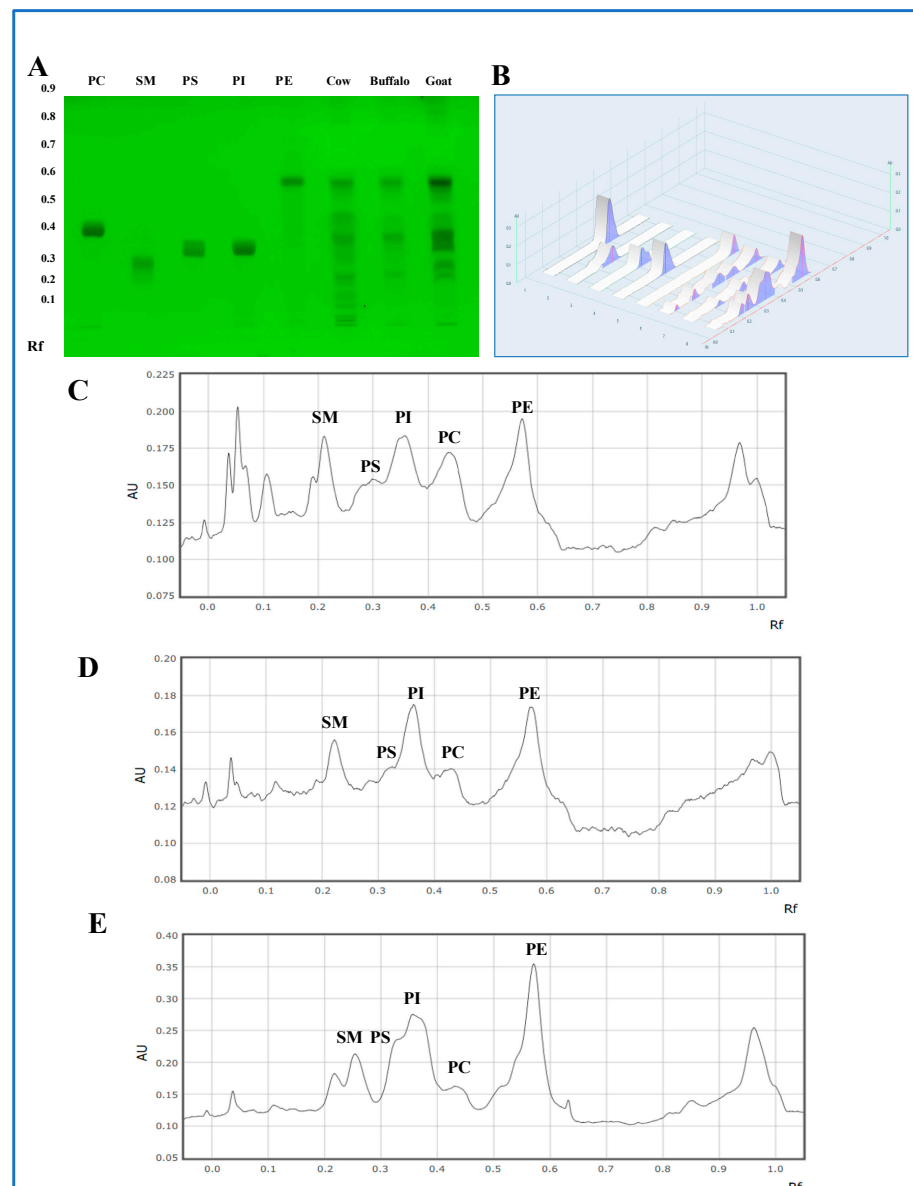 A
PC SM PS PI PE Cow Buffalo Goat
0.9
0.8
0.7
0.6
0.5
0.4
0.3
0.2
0.1
Rf
B
C
0.225
0.200
0.175
0.150
0.125
0.100
0.075
AU
SM
PS
PI
PC
PE
0.0 0.1 0.2 0.3 0.4 0.5 0.6 0.7 0.8 0.9 1.0
Rf
D
0.20
0.18
0.16
0.14
0.12
0.10
0.08
AU
SM
PS
PI
PC
PE
0.0 0.1 0.2 0.3 0.4 0.5 0.6 0.7 0.8 0.9 1.0
Rf
E
0.40
0.35
0.30
0.25
0.20
0.15
0.10
0.05
AU
SM
PS
PI
PC
PE
0.0 0.1 0.2 0.3 0.4 0.5 0.6 0.7 0.8 0.9 1.0
Rf